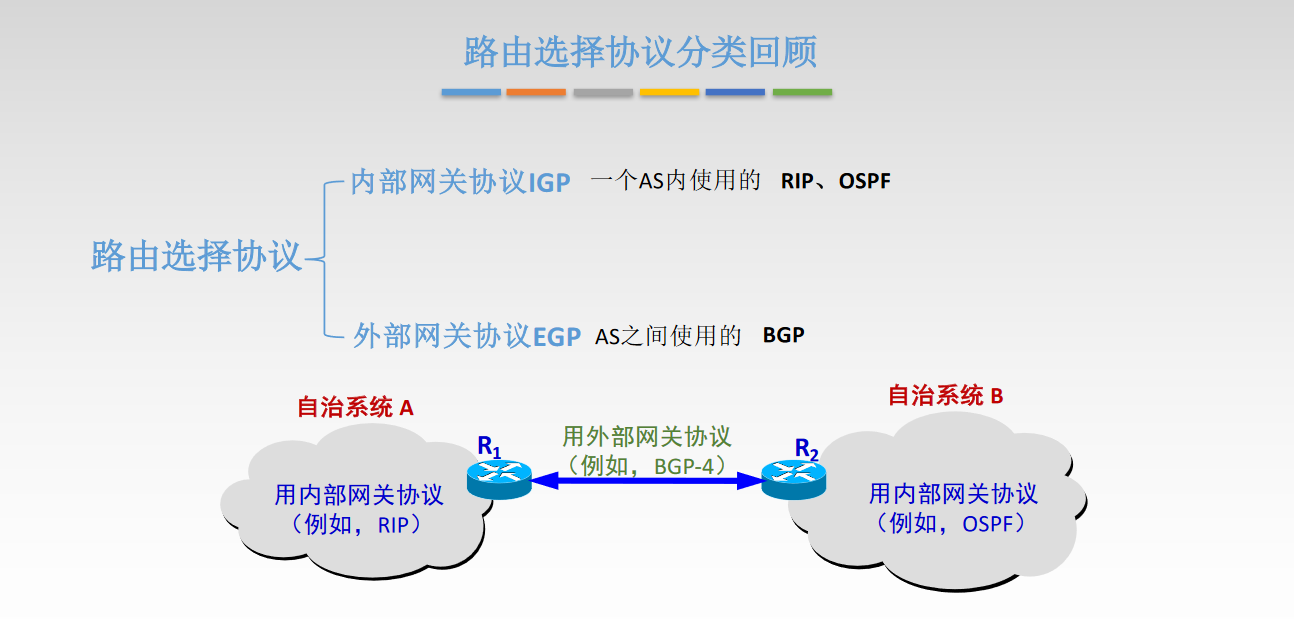 路由选择协议分类回顾
内部网关协议IGP 一个AS内使用的 RIP、OSPF
路由选择协议
外部网关协议EGP AS之间使用的 BGP
自治系统 A
自治系统 B
R1
用外部网关协议
（例如，BGP-4）
R2
用内部网关协议
（例如，RIP）
用内部网关协议
（例如，OSPF）